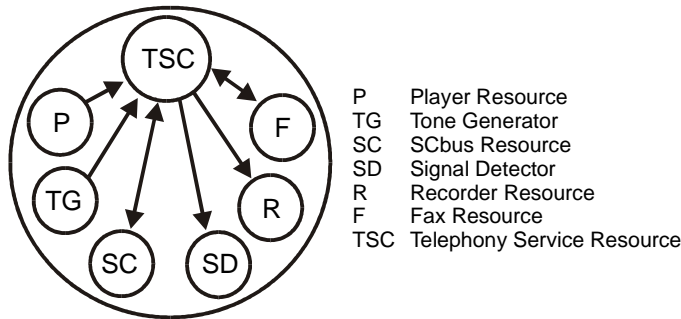 TSC
P
F
TG
R
SC
SD
P Player Resource
TG Tone Generator
SC SCbus Resource
SD Signal Detector
R Recorder Resource
F Fax Resource
TSC Telephony Service Resource